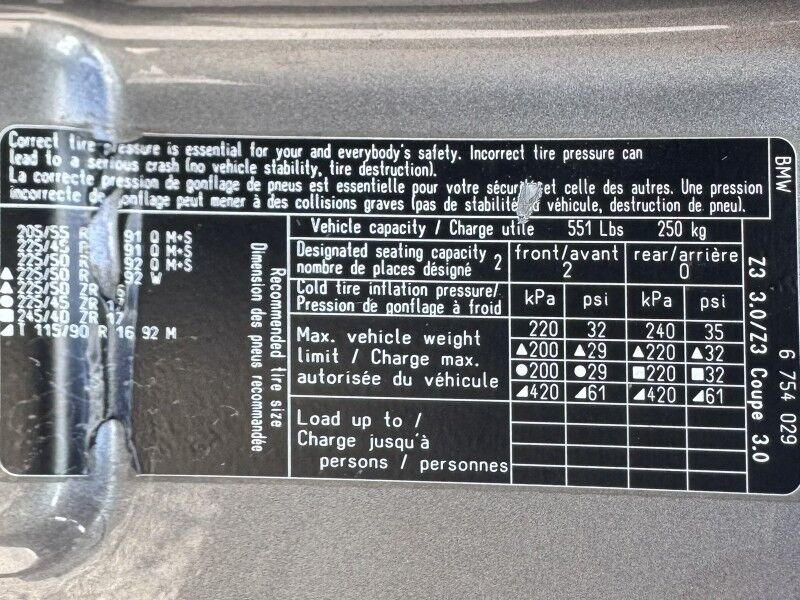 Correct tire pressure is essential for your and everybody's safety. Incorrect tire pressure can
lead to a serious crash (no vehicle stability, tire destruction).
La correcte pression de gonflage de pneus est essentielle pour votre sécurité et celle des autres. Une pression
incorrecte de gonflage peut mener à des collisions graves (pas de stabilité du véhicule, destruction de pneu).
205/55 R 91 Q M+S
225/45 R Q M+S
225/50 R 92 Q M+S
▲ 225/50 R 92 W
▲ 225/50 ZR
● 225/45 ZR
■ 245/40 ZR 17
◢ T 115/90 R 16 92 M
Recommended tire size
Dimension des pneus recommandée
Vehicle capacity / Charge utile 551 Lbs 250 kg
Designated seating capacity
nombre de places désigné 2
front/avant 2
rear/arrière 0
Cold tire inflation pressure/
Pression de gonflage à froid
kPa psi kPa psi
Max. vehicle weight
limit / Charge max.
autorisée du véhicule
220 32 240 35
▲200 ▲29 ▲220 ▲32
●200 ●29 ■220 ■32
◢420 ◢61 ◢420 ◢61
Load up to /
Charge jusqu'à
persons / personnes
BMW
Z3 3.0/Z3 Coupe 3.0
6 754 029